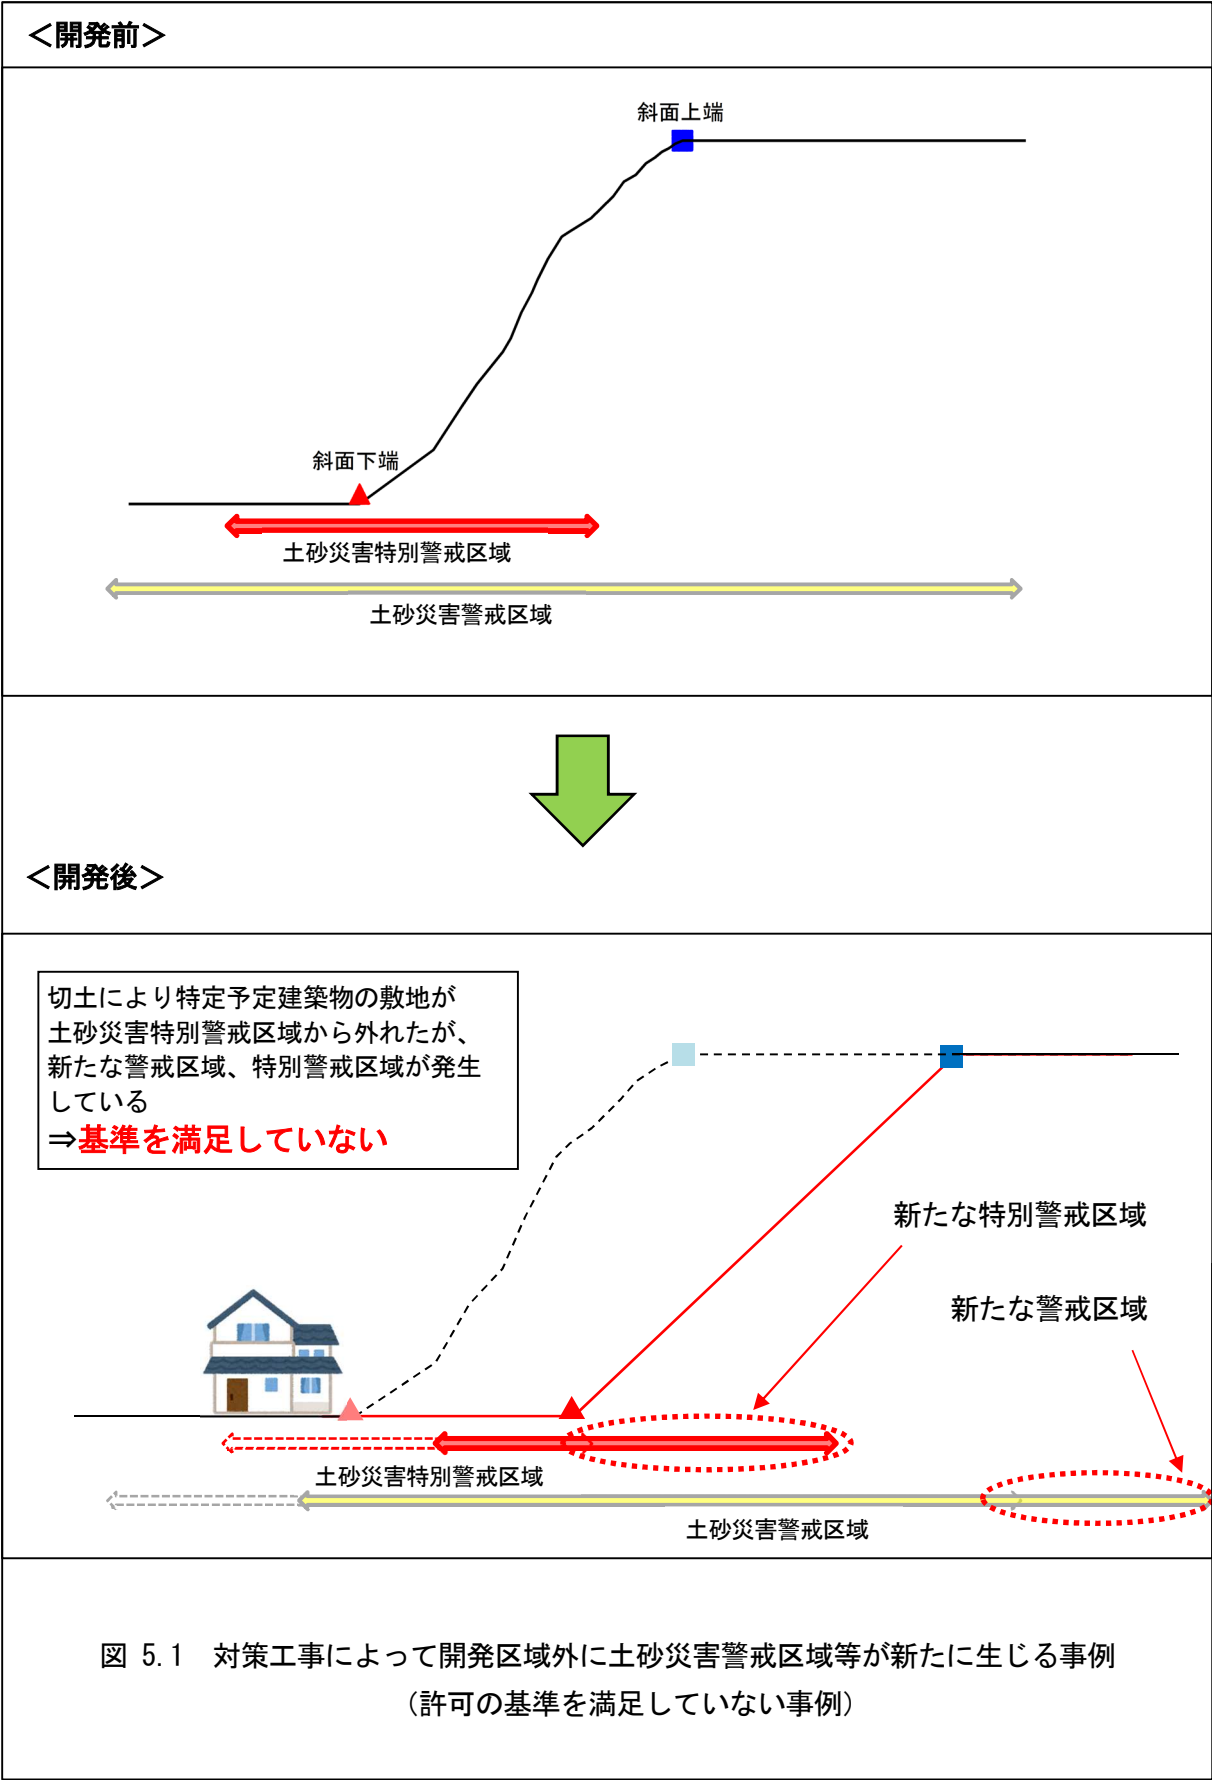 ＜開発前＞
斜面上端
斜面下端
土砂災害特別警戒区域
土砂災害警戒区域
＜開発後＞
切土により特定予定建築物の敷地が
土砂災害特別警戒区域から外れたが、
新たな警戒区域、特別警戒区域が発生
している
⇒基準を満足していない
新たな特別警戒区域
新たな警戒区域
土砂災害特別警戒区域
土砂災害警戒区域
図 5.1　対策工事によって開発区域外に土砂災害警戒区域等が新たに生じる事例
（許可の基準を満足していない事例）